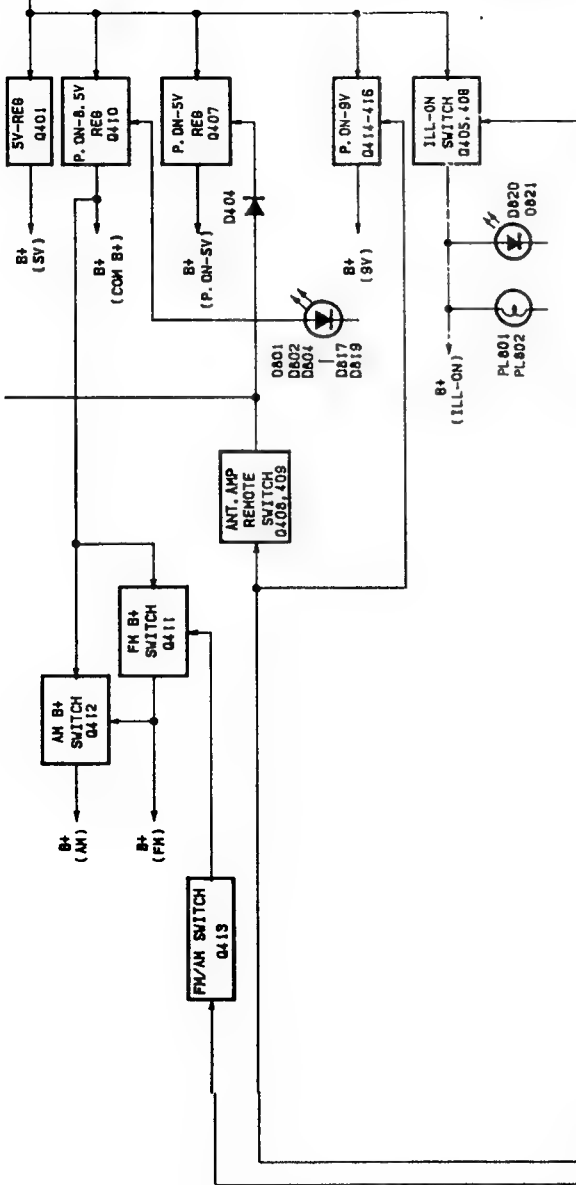 5V-REG
Q401
P.ON-8.5V
REG
Q410
P.ON-5V
REG
Q407
P.ON-9V
Q414-416
ILL-ON
SWITCH
Q405,406
B+
(5V)
B+
(COM B+)
B+
(P.ON-5V)
D404
B+
(9V)
D820
D821
D801
D802
D804
|
D817
D819
B+
(ILL-ON)
PL801
PL802
ANT.AMP
REMOTE
SWITCH
Q408,409
FM B+
SWITCH
Q411
AM B+
SWITCH
Q412
B+
(AM)
B+
(FM)
FM/AM SWITCH
Q413